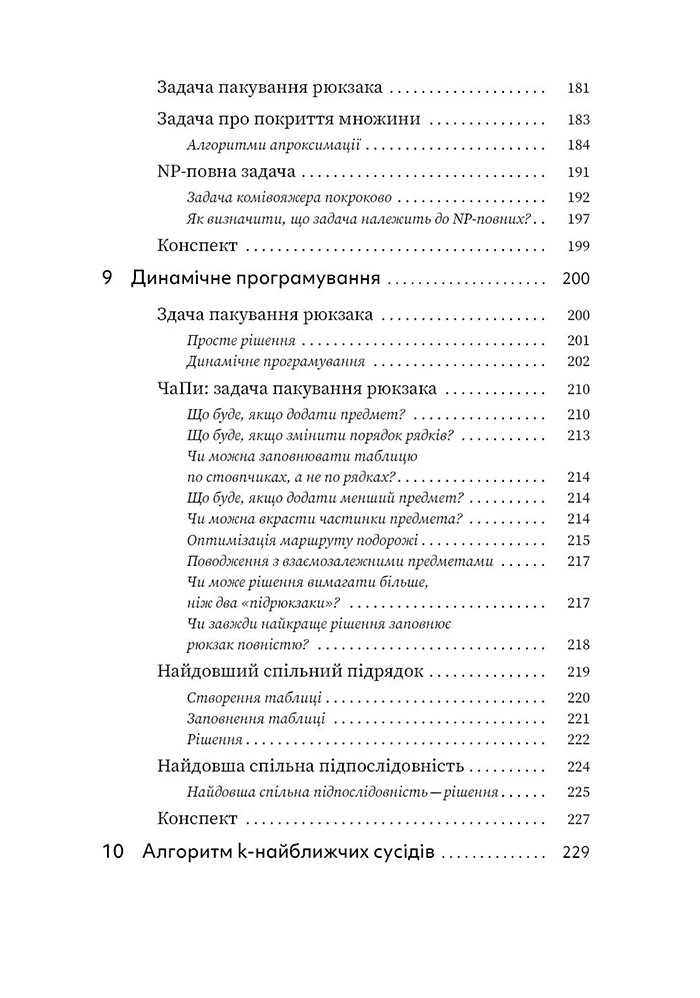 Задача пакування рюкзака ..................... 181
Задача про покриття множини ................ 183
Алгоритми апроксимації ........................ 184
NP-повна задача ................................. 191
Задача комівояжера покроково .................... 192
Як визначити, що задача належить до NP-повних? .. 197
Конспект ........................................ 199
9 Динамічне програмування ...................... 200
Здача пакування рюкзака ...................... 200
Просте рішення ................................. 201
Динамічне програмування ........................ 202
ЧаПи: задача пакування рюкзака .............. 210
Що буде, якщо додати предмет? .................. 210
Що буде, якщо змінити порядок рядків? ............ 213
Чи можна заповнювати таблицю
по стовпчиках, а не по рядках? .................... 214
Що буде, якщо додати менший предмет? ........... 214
Чи можна вкрасти частинки предмета? ............ 214
Оптимізація маршруту подорожі .................. 215
Поводження з взаємозалежними предметами ...... 217
Чи може рішення вимагати більше,
ніж два «підрюкзаки»? ........................... 217
Чи завжди найкраще рішення заповнює
рюкзак повністю? .............................. 218
Найдовший спільний підрядок ................ 219
Створення таблиці .............................. 220
Заповнення таблиці ............................. 221
Рішення ........................................ 222
Найдовша спільна підпослідовність .......... 224
Найдовша спільна підпослідовність — рішення ...... 225
Конспект ........................................ 227
10 Алгоритм k-найближчих сусідів .............. 229